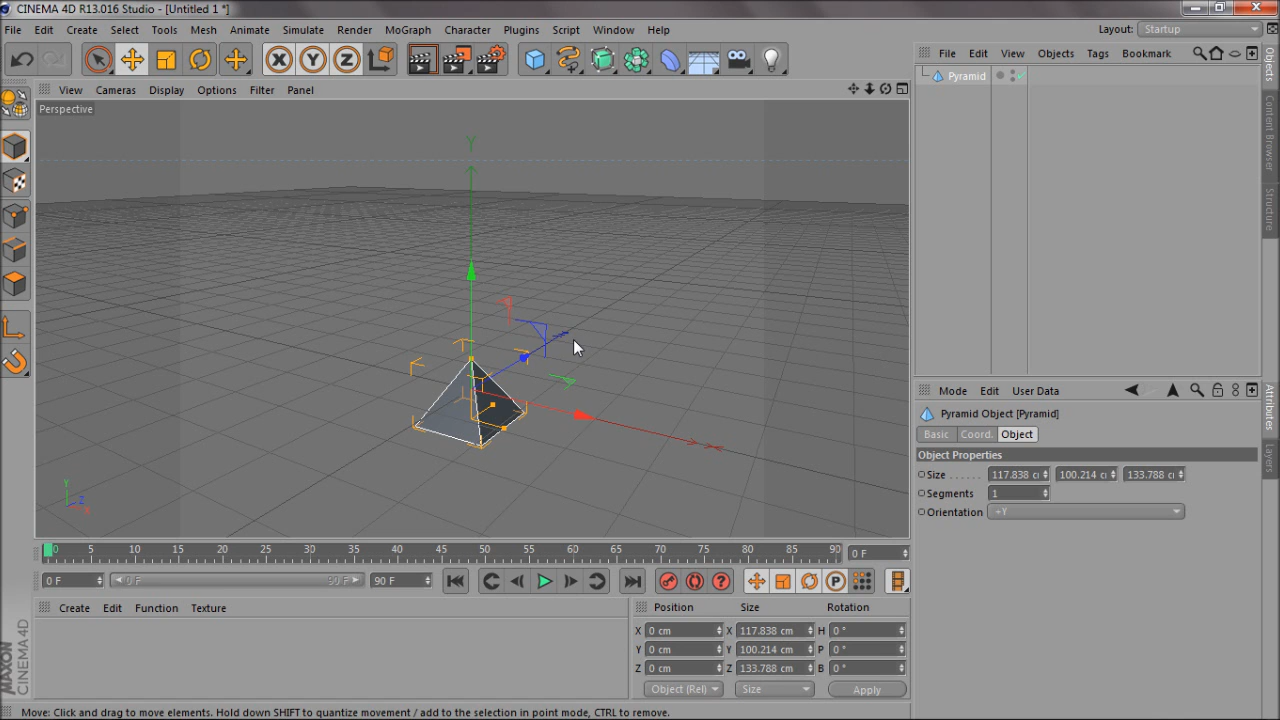 CINEMA 4D R13.016 Studio - [Untitled 1 *]
File Edit Create Select Tools Mesh Animate Simulate Render MoGraph Character Plugins Script Window Help
Layout: Startup
X Y Z
View Cameras Display Options Filter Panel
Perspective
Y
Y
Z
X
File Edit View Objects Tags Bookmark
Pyramid
Objects
Content Browser
Structure
Mode Edit User Data
Pyramid Object [Pyramid]
Basic Coord. Object
Object Properties
Size 117.838 c 100.214 c 133.788 c
Segments 1
Orientation +Y
Attributes
Layers
0 5 10 15 20 25 30 35 40 45 50 55 60 65 70 75 80 85 90 0 F
0 F 0 F 90 F 90 F
P
Create Edit Function Texture
Position Size Rotation
X 0 cm X 117.838 cm H 0 °
Y 0 cm Y 100.214 cm P 0 °
Z 0 cm Z 133.788 cm B 0 °
Object (Rel) Size Apply
MAXON
CINEMA 4D
Move: Click and drag to move elements. Hold down SHIFT to quantize movement / add to the selection in point mode, CTRL to remove.